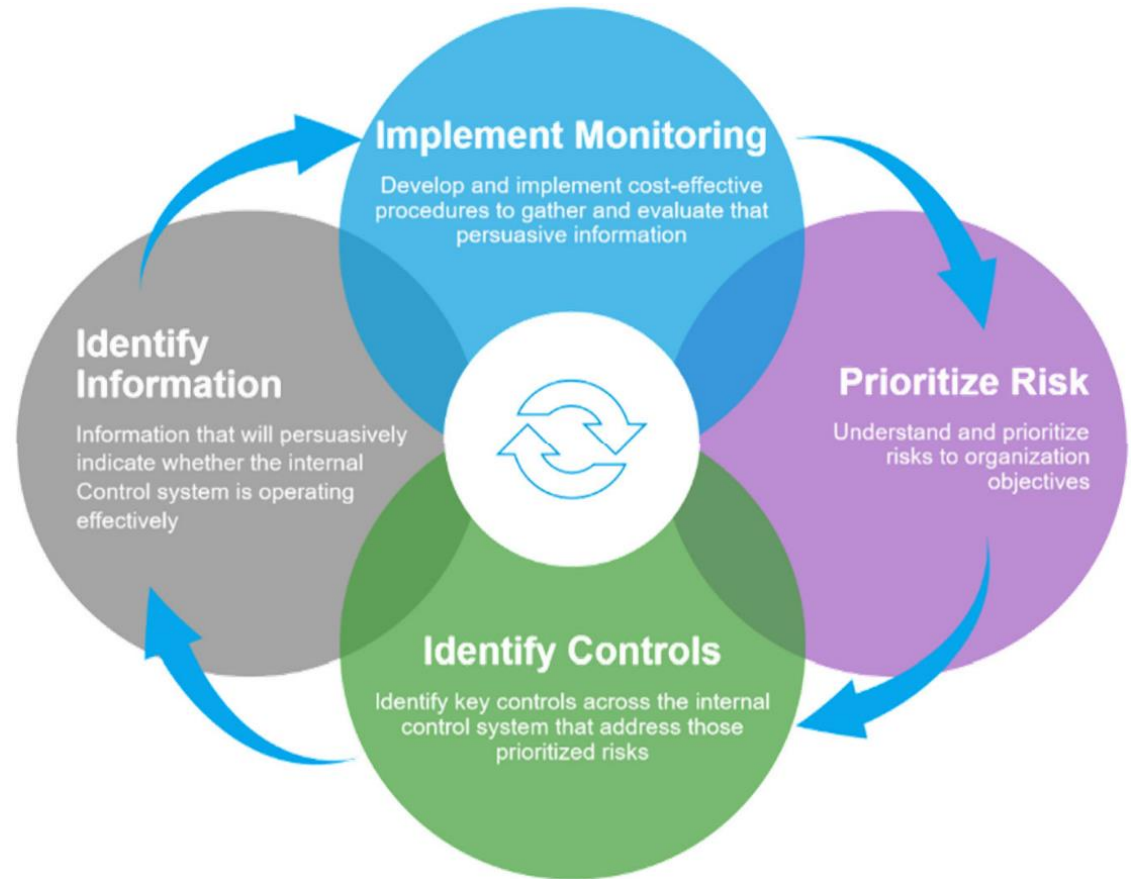 Implement Monitoring
Develop and implement cost-effective
procedures to gather and evaluate that
persuasive information
Identify
Information
Information that will persuasively
indicate whether the internal
Control system is operating
effectively
Prioritize Risk
Understand and prioritize
risks to organization
objectives
Identify Controls
Identify key controls across the internal
control system that address those
prioritized risks